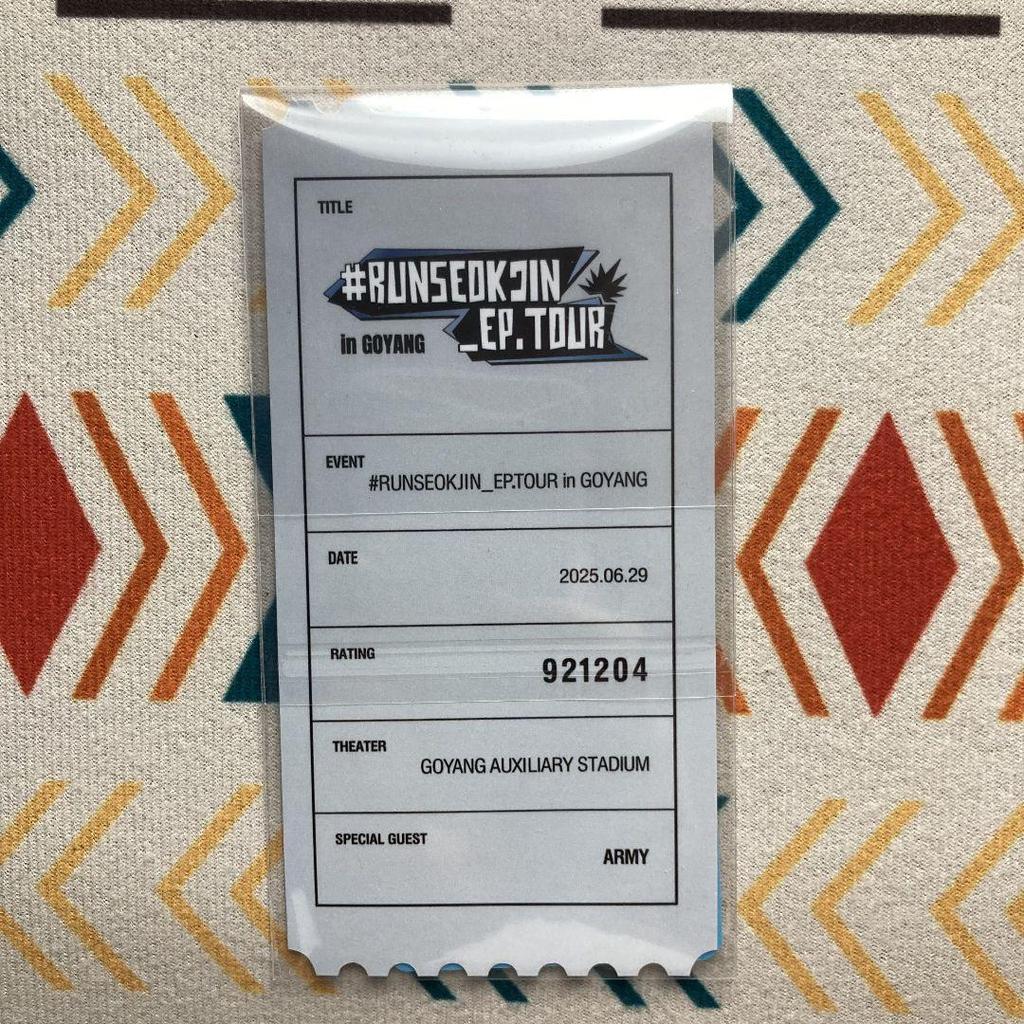 TITLE
#RUNSEOKJIN
_EP.TOUR
in GOYANG
EVENT
#RUNSEOKJIN_EP.TOUR in GOYANG
DATE
2025.06.29
RATING
921204
THEATER
GOYANG AUXILIARY STADIUM
SPECIAL GUEST
ARMY